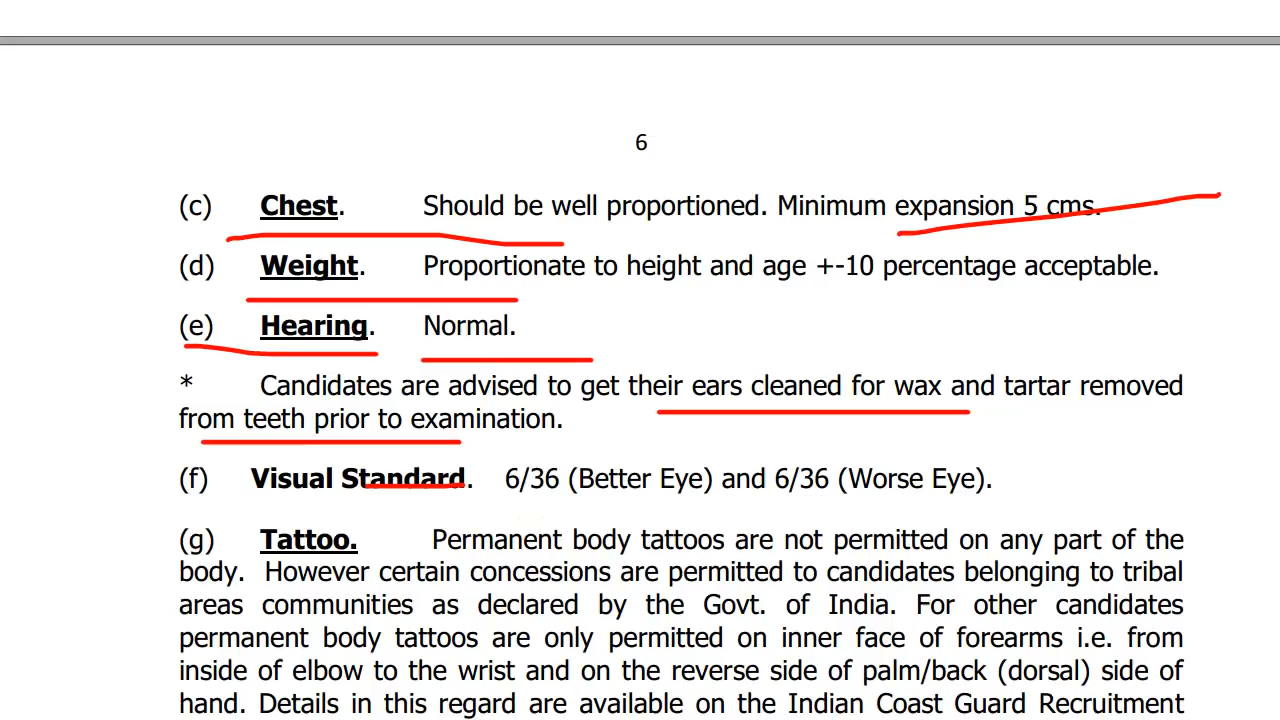 6
(c) Chest. Should be well proportioned. Minimum expansion 5 cms.
(d) Weight. Proportionate to height and age +-10 percentage acceptable.
(e) Hearing. Normal.
* Candidates are advised to get their ears cleaned for wax and tartar removed
from teeth prior to examination.
(f) Visual Standard. 6/36 (Better Eye) and 6/36 (Worse Eye).
(g) Tattoo. Permanent body tattoos are not permitted on any part of the
body. However certain concessions are permitted to candidates belonging to tribal
areas communities as declared by the Govt. of India. For other candidates
permanent body tattoos are only permitted on inner face of forearms i.e. from
inside of elbow to the wrist and on the reverse side of palm/back (dorsal) side of
hand. Details in this regard are available on the Indian Coast Guard Recruitment